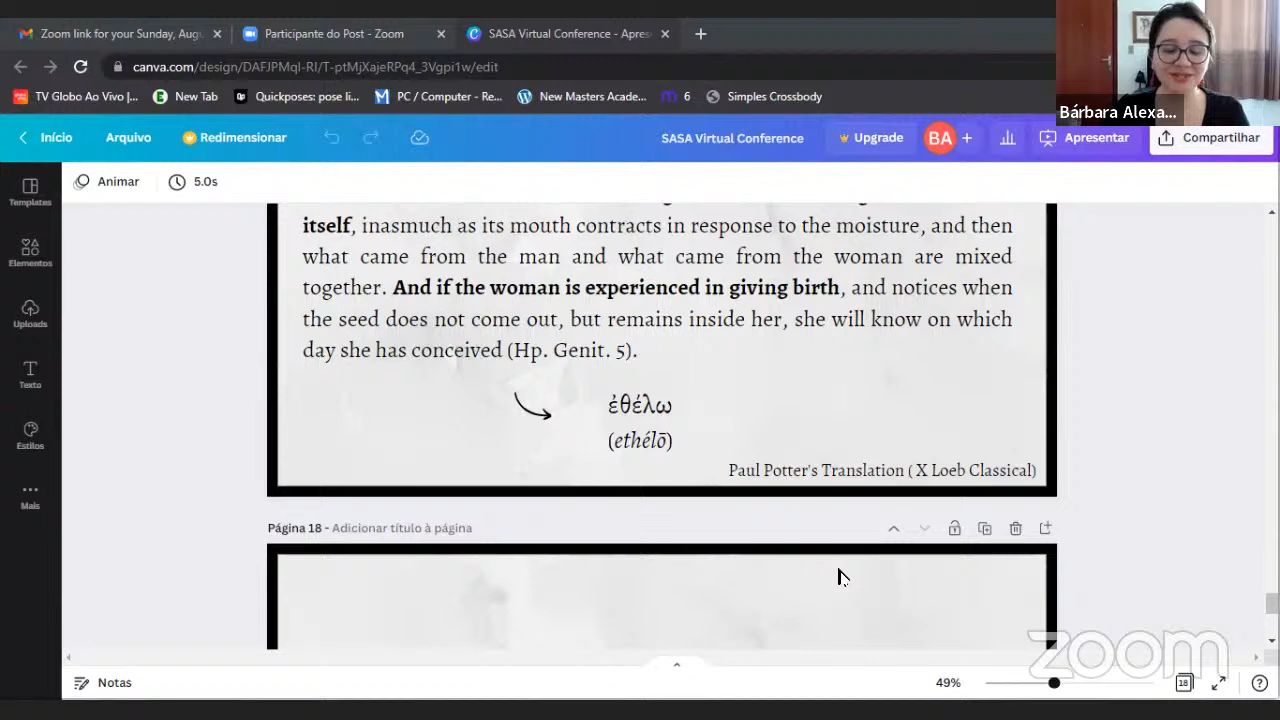 Zoom link for your Sunday, Aug
Participante do Post - Zoom
SASA Virtual Conference - Apres
canva.com/design/DAFJPMqI-RI/T-ptMjXajeRPq4_3Vgpi1w/edit
TV Globo Ao Vivo |...
New Tab
Quickposes: pose li...
PC / Computer - Re...
New Masters Acade...
6
Simples Crossbody
Bárbara Alexa...
Início
Arquivo
Redimensionar
SASA Virtual Conference
Upgrade
BA
Apresentar
Compartilhar
Animar
5.0s
Templates
Elementos
Uploads
Texto
Estilos
Mais
itself, inasmuch as its mouth contracts in response to the moisture, and then
what came from the man and what came from the woman are mixed
together. And if the woman is experienced in giving birth, and notices when
the seed does not come out, but remains inside her, she will know on which
day she has conceived (Hp. Genit. 5).
ἐθέλω
(ethélō)
Paul Potter's Translation ( X Loeb Classical)
Página 18 - Adicionar título à página
zoom
Notas
49%
18